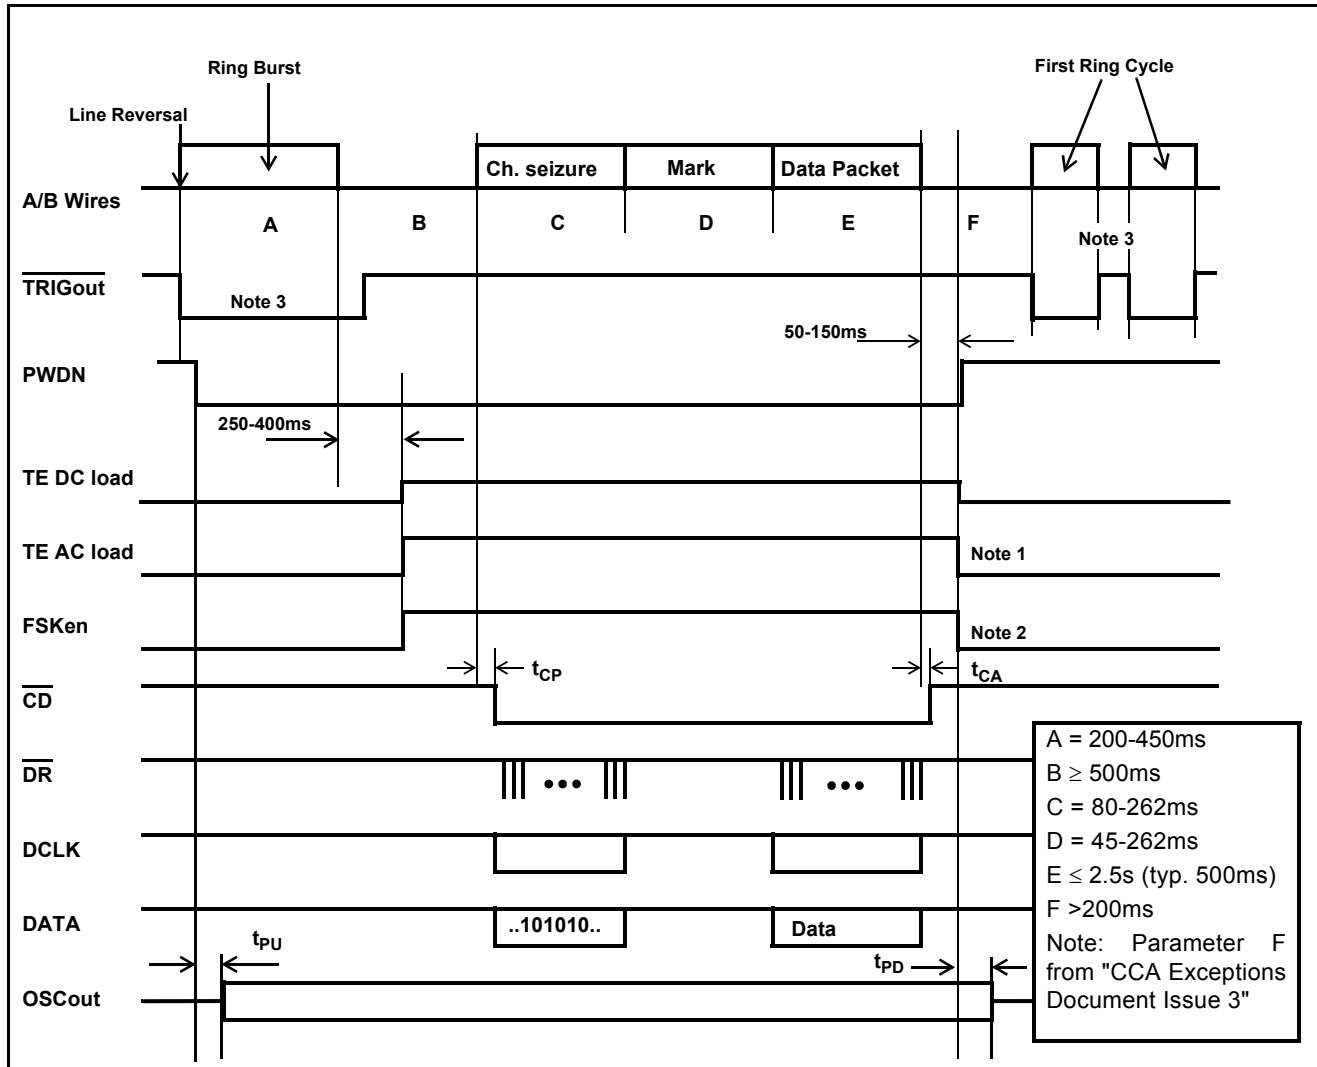 Ring Burst
First Ring Cycle
Line Reversal
Ch. seizure Mark Data Packet
A/B Wires
A B C D E F
Note 3
TRIGout
Note 3
50-150ms
PWDN
250-400ms
TE DC load
TE AC load
Note 1
FSKen
Note 2
tCP tCA
CD
A = 200-450ms
DR
B ≥ 500ms
••• •••
C = 80-262ms
DCLK
D = 45-262ms
E ≤ 2.5s (typ. 500ms)
F >200ms
DATA
..101010.. Data
Note: Parameter F
from "CCA Exceptions
Document Issue 3"
tPU tPD
OSCout